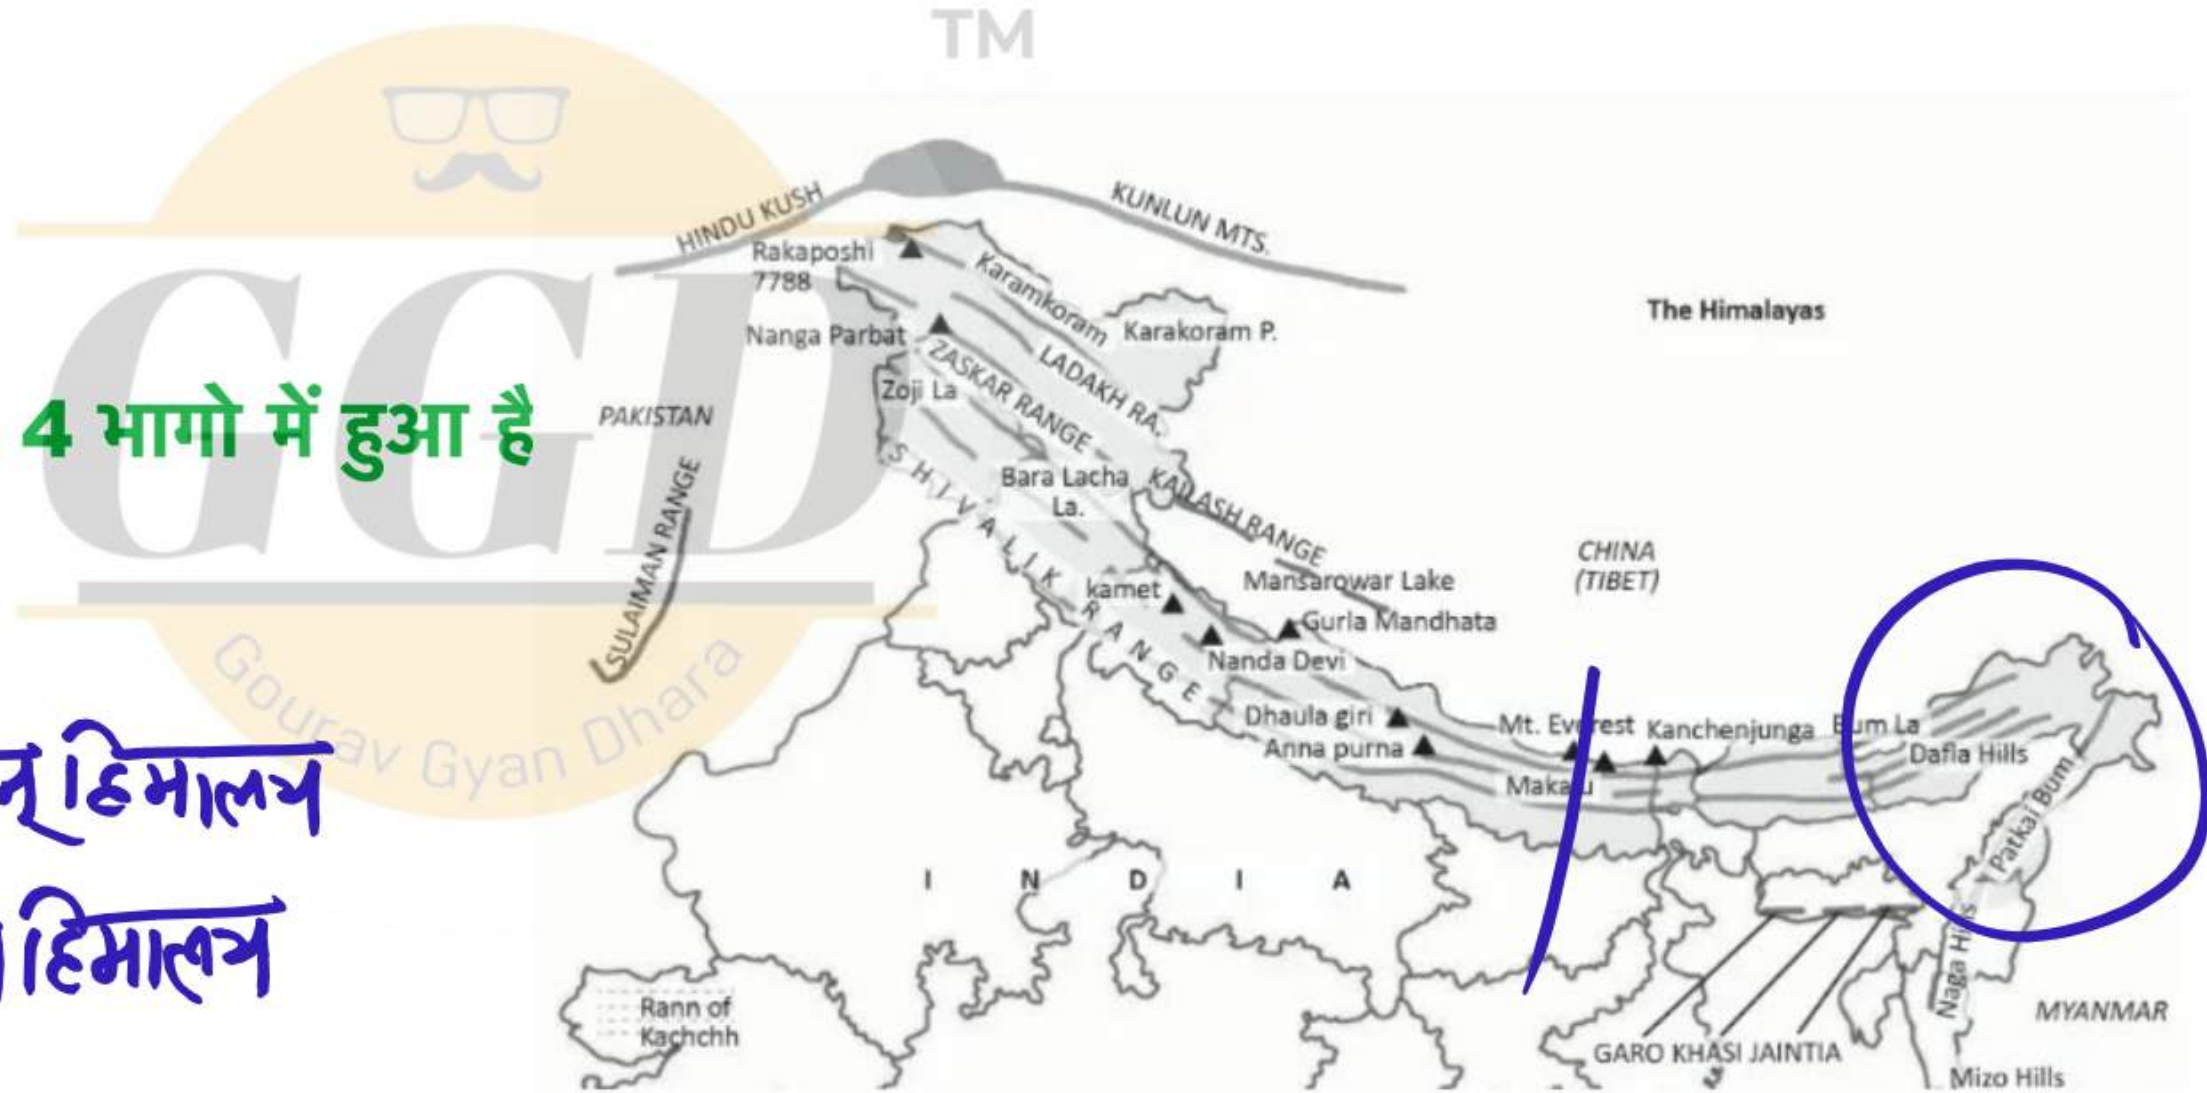 TM
HINDU KUSH
KUNLUN MTS.
Rakaposhi
7788
Karamkoram
Karakoram P.
The Himalayas
Nanga Parbat
ZASKAR RANGE
LADAKH RA.
Zoji La
4 भागो में हुआ है
PAKISTAN
GGD
SULAIMAN RANGE
SHIVALIK RANGE
Bara Lacha
La.
KAILASH RANGE
CHINA
(TIBET)
kamet
Mansarowar Lake
Gurla Mandhata
Nanda Devi
Gourav Gyan Dhara
Dhaula giri
Anna purna
Mt. Everest
Kanchenjunga
Bum La
Dafla Hills
Makalu
Patkai Bum
हिमालय
INDIA
हिमालय
Naga Hills
Rann of
Kachchh
MYANMAR
GARO KHASI JAINTIA
Mizo Hills